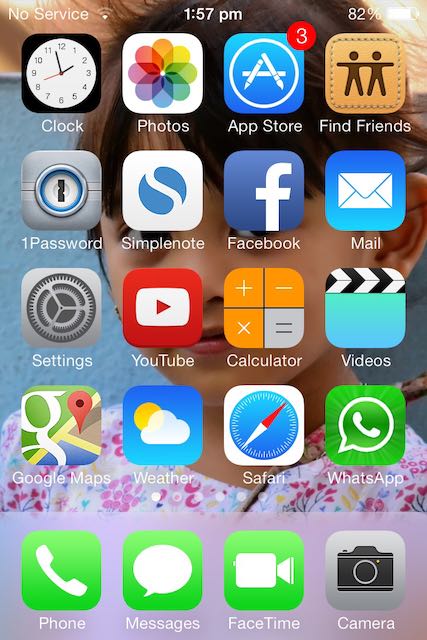 No Service 1:57 pm 82%
3
Clock Photos App Store Find Friends
1Password Simplenote Facebook Mail
Settings YouTube Calculator Videos
Google Maps Weather Safari WhatsApp
Phone Messages FaceTime Camera